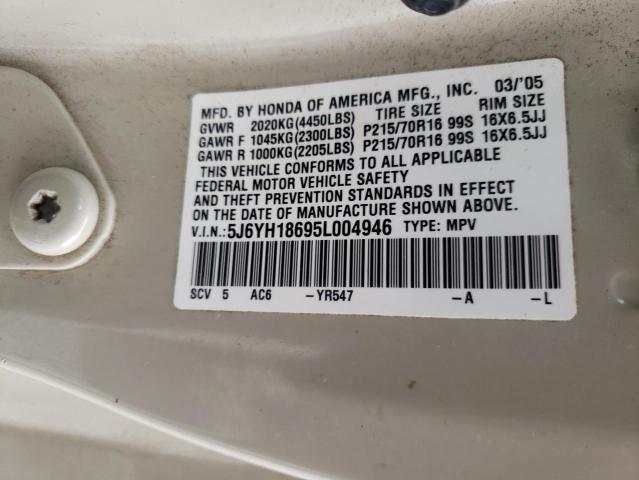 MFD. BY HONDA OF AMERICA MFG., INC. 03/'05
GVWR 2020KG(4450LBS) TIRE SIZE RIM SIZE
GAWR F 1045KG(2300LBS) P215/70R16 99S 16X6.5JJ
GAWR R 1000KG(2205LBS) P215/70R16 99S 16X6.5JJ
THIS VEHICLE CONFORMS TO ALL APPLICABLE
FEDERAL MOTOR VEHICLE SAFETY
AND THEFT PREVENTION STANDARDS IN EFFECT
ON THE DATE OF MANUFACTURE SHOWN ABOVE.
V.I.N.: 5J6YH18695L004946 TYPE: MPV
SCV 5 AC6 -YR547 -A -L